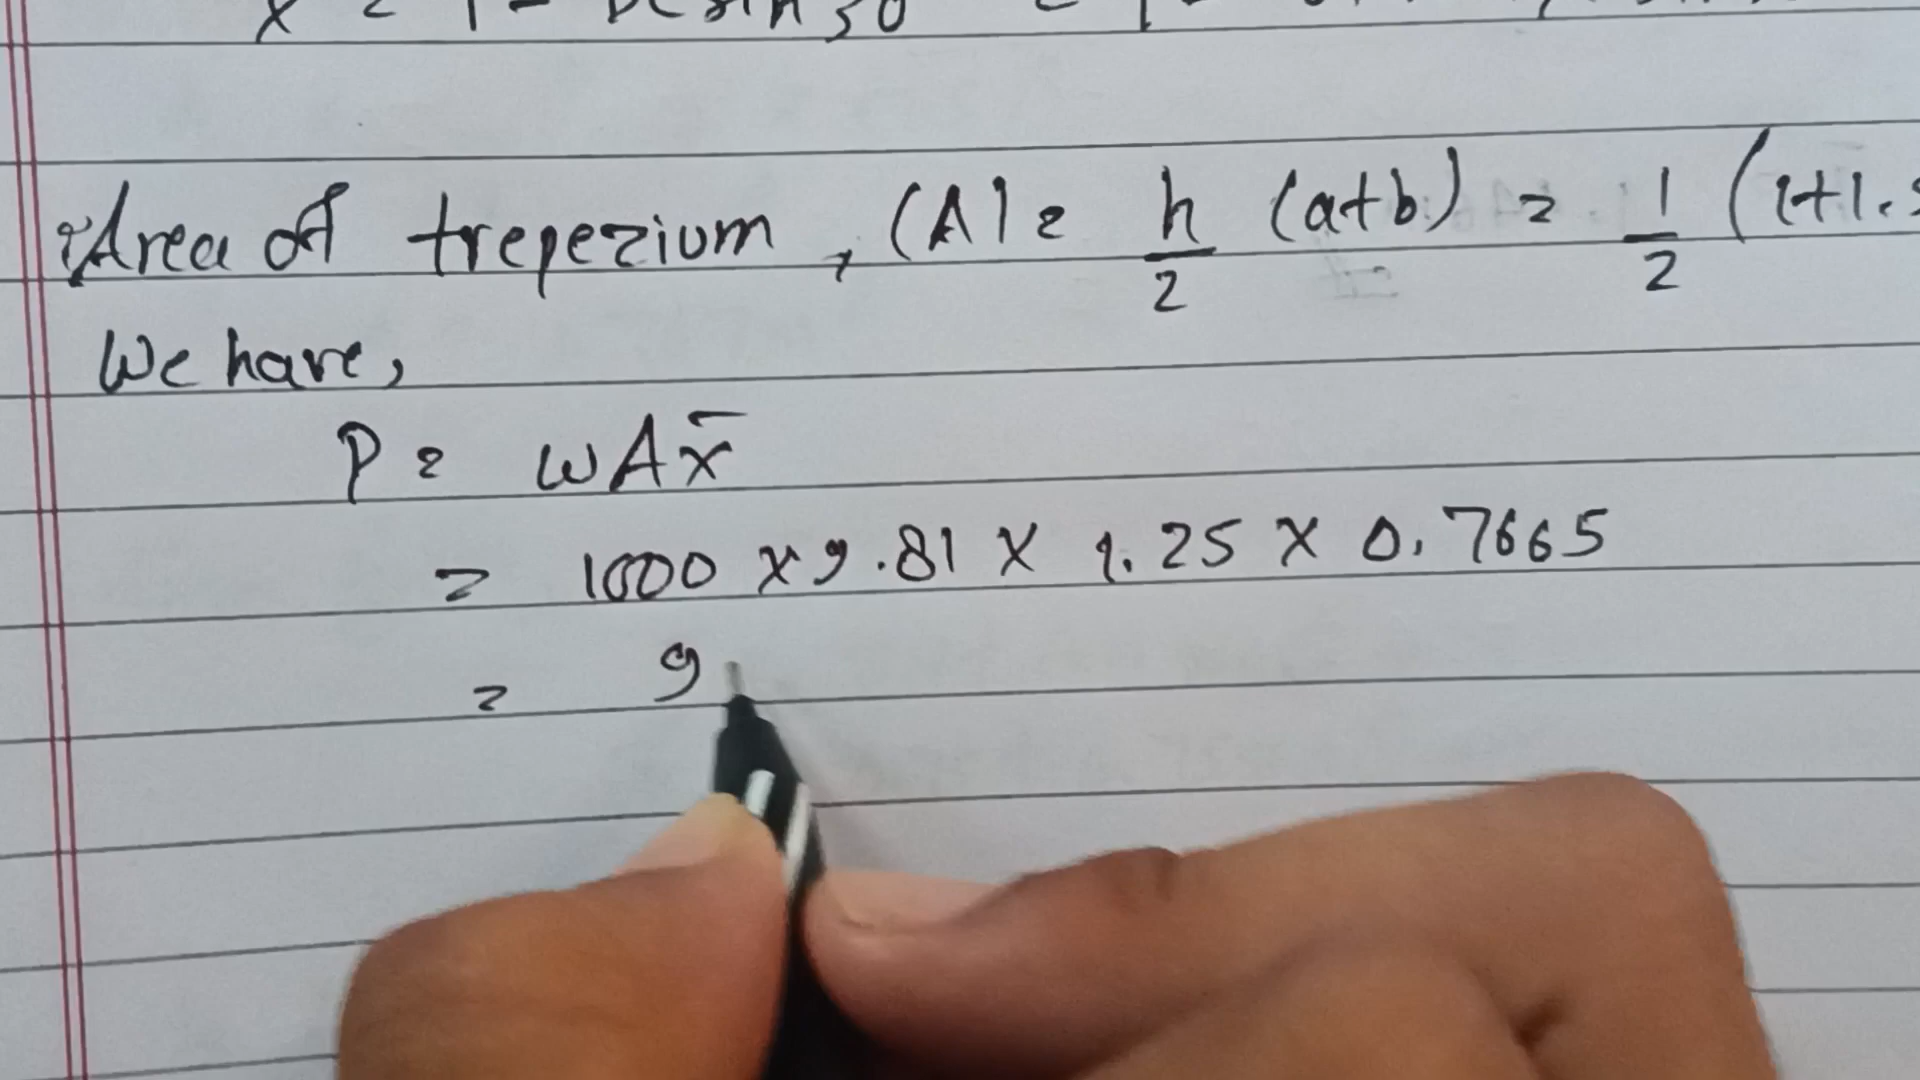 Area of trepezium, (A) = h/2 (a+b) = 1/2 (1+1.
We have,
P = wAx̄
= 1000 × 9.81 × 1.25 × 0.7665
= 9